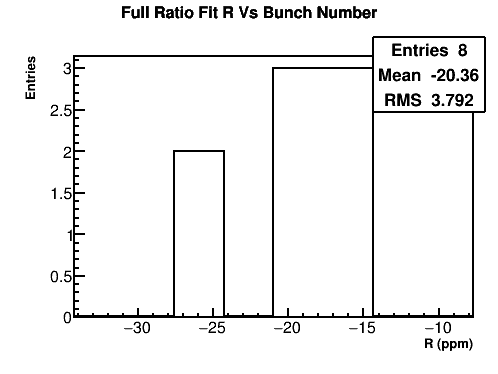 Full Ratio Fit R Vs Bunch Number
Entries 8
Mean -20.36
RMS 3.792
Entries
3
2.5
2
1.5
1
0.5
0
−30 −25 −20 −15 −10
R (ppm)